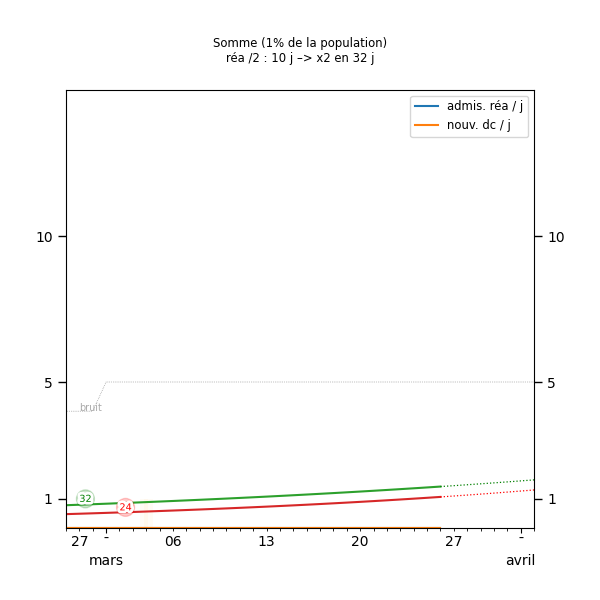 Somme (1% de la population)
réa /2 : 10 j –> x2 en 32 j
admis. réa / j
nouv. dc / j
10 10
5 5
bruit
32
24
1 1
27 - 06 13 20 27 -
mars avril